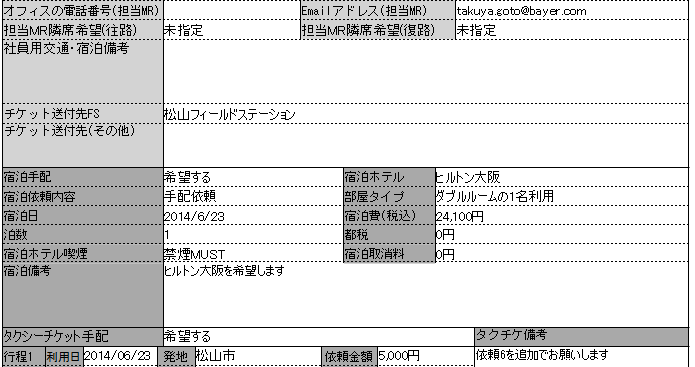 オフィスの電話番号(担当MR) Emailアドレス(担当MR) takuya.goto@bayer.com
担当MR隣席希望(往路) 未指定 担当MR隣席希望(復路) 未指定
社員用交通・宿泊備考
チケット送付先FS 松山フィールドステーション
チケット送付先(その他)
宿泊手配 希望する 宿泊ホテル ヒルトン大阪
宿泊依頼内容 手配依頼 部屋タイプ ダブルルームの1名利用
宿泊日 2014/6/23 宿泊費(税込) 24,100円
泊数 1 都税 0円
宿泊ホテル喫煙 禁煙MUST 宿泊取消料 0円
宿泊備考 ヒルトン大阪を希望します
タクシーチケット手配 希望する タクチケ備考
行程1 利用日 2014/06/23 発地 松山市 依頼金額 5,000円 依頼6を追加でお願いします